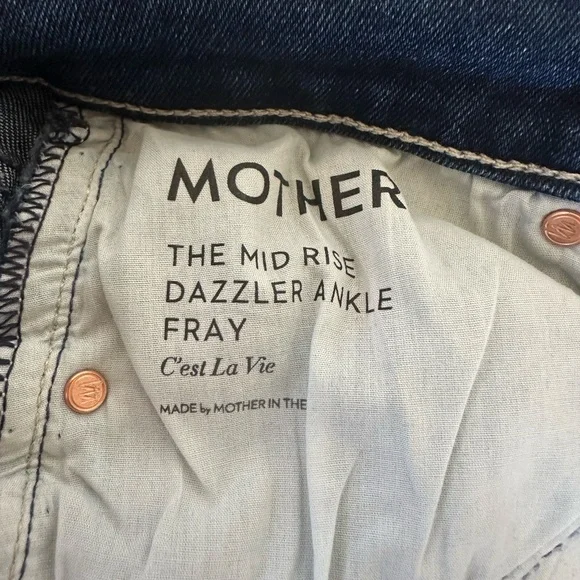 MOTHER
THE MID RISE
DAZZLER ANKLE
FRAY
C'est La Vie
MADE by MOTHER IN THE